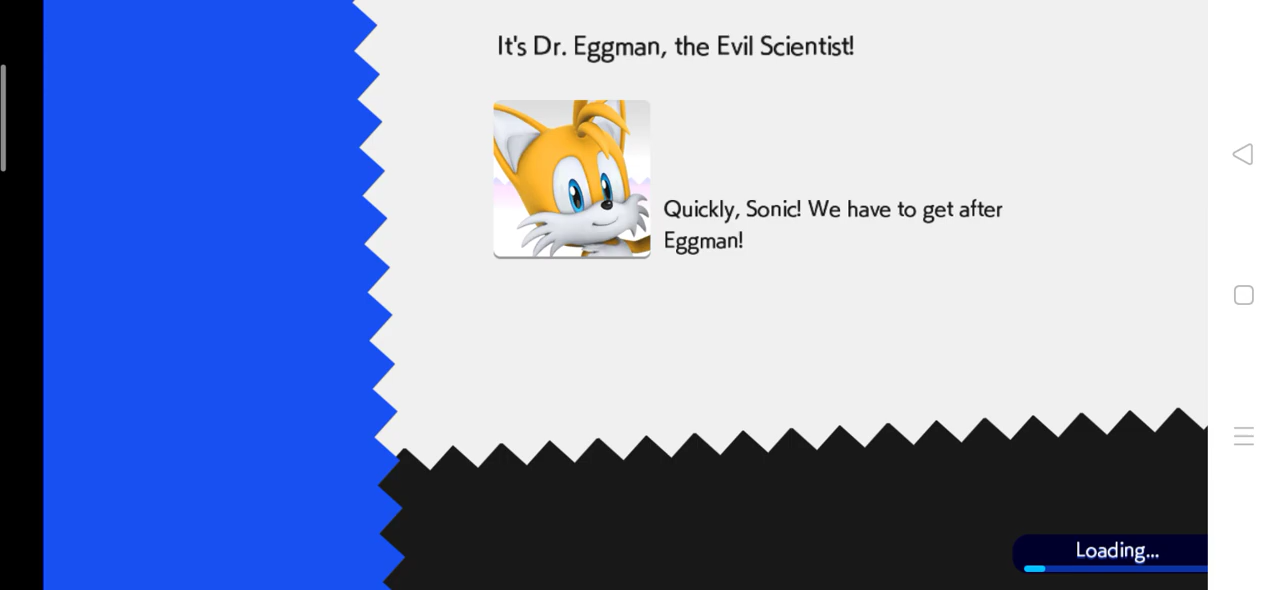 It's Dr. Eggman, the Evil Scientist!
Quickly, Sonic! We have to get after
Eggman!
Loading...